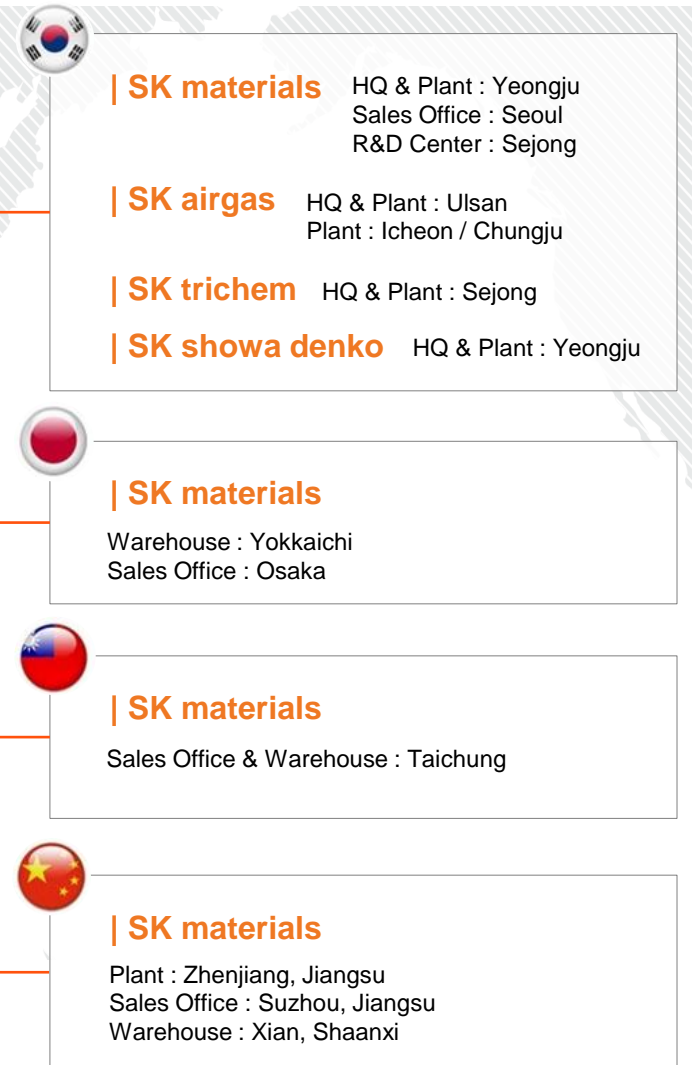 | SK materials HQ & Plant : Yeongju
Sales Office : Seoul
R&D Center : Sejong
| SK airgas HQ & Plant : Ulsan
Plant : Icheon / Chungju
| SK trichem HQ & Plant : Sejong
| SK showa denko HQ & Plant : Yeongju
| SK materials
Warehouse : Yokkaichi
Sales Office : Osaka
| SK materials
Sales Office & Warehouse : Taichung
| SK materials
Plant : Zhenjiang, Jiangsu
Sales Office : Suzhou, Jiangsu
Warehouse : Xian, Shaanxi